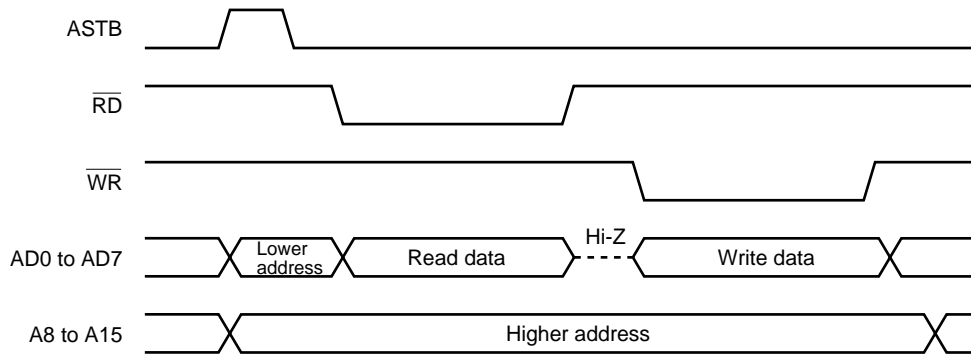 ASTB
RD
WR
Hi-Z
AD0 to AD7
Lower
address
Read data
Write data
A8 to A15
Higher address